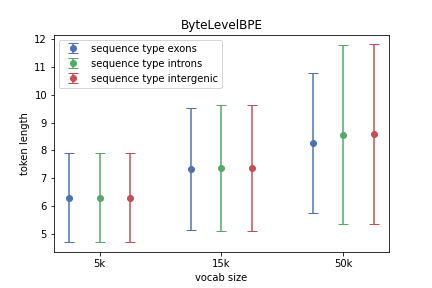 ByteLevelBPE
sequence type exons
sequence type introns
sequence type intergenic
token length
12
11
10
9
8
7
6
5
5k 15k 50k
vocab size